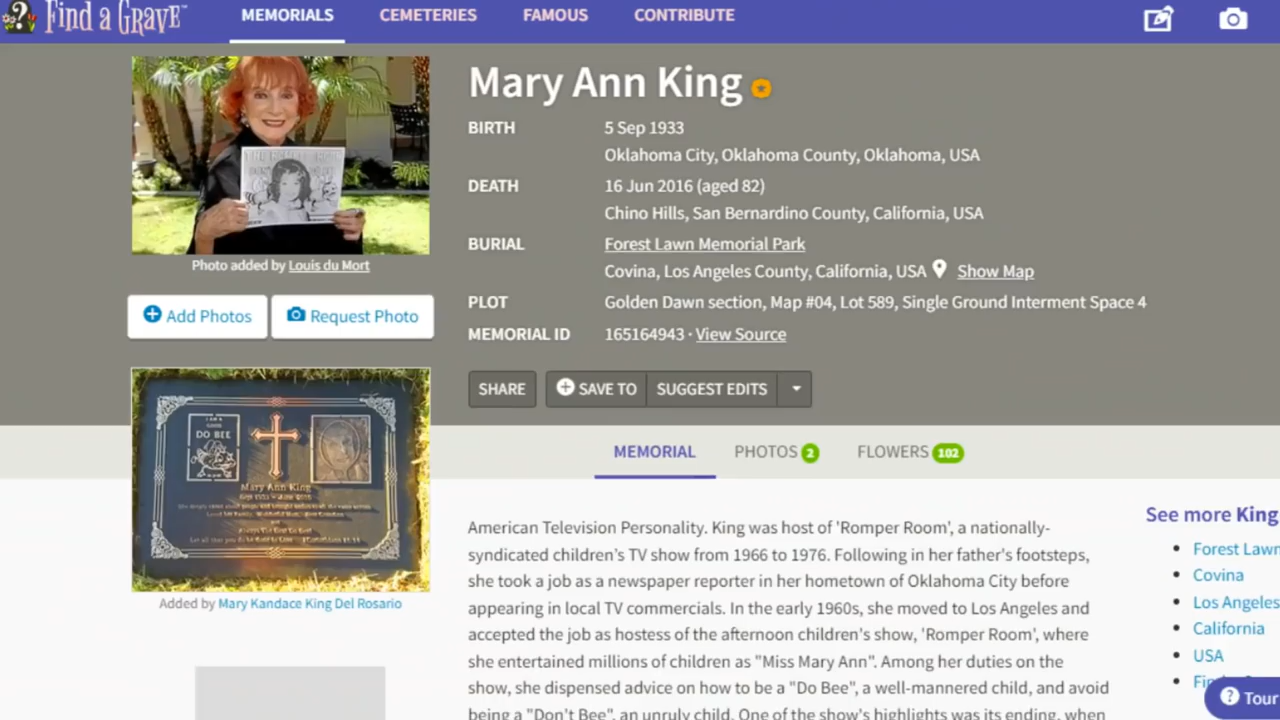 FIND A GRAVE™
MEMORIALS
CEMETERIES
FAMOUS
CONTRIBUTE
Mary Ann King
BIRTH
5 Sep 1933
Oklahoma City, Oklahoma County, Oklahoma, USA
DEATH
16 Jun 2016 (aged 82)
Chino Hills, San Bernardino County, California, USA
BURIAL
Forest Lawn Memorial Park
Covina, Los Angeles County, California, USA
Show Map
PLOT
Golden Dawn section, Map #04, Lot 589, Single Ground Interment Space 4
MEMORIAL ID
165164943 · View Source
Photo added by Louis du Mort
Add Photos
Request Photo
SHARE
SAVE TO
SUGGEST EDITS
I AM A
GOOD
DO BEE
Mary Ann King
Added by Mary Kandace King Del Rosario
MEMORIAL
PHOTOS 2
FLOWERS 102
American Television Personality. King was host of 'Romper Room', a nationally-
syndicated children's TV show from 1966 to 1976. Following in her father's footsteps,
she took a job as a newspaper reporter in her hometown of Oklahoma City before
appearing in local TV commercials. In the early 1960s, she moved to Los Angeles and
accepted the job as hostess of the afternoon children's show, 'Romper Room', where
she entertained millions of children as "Miss Mary Ann". Among her duties on the
show, she dispensed advice on how to be a "Do Bee", a well-mannered child, and avoid
being a "Don't Bee", an unruly child. One of the show's highlights was its ending, when
See more King
Forest Lawn
Covina
Los Angeles
California
USA
Tour